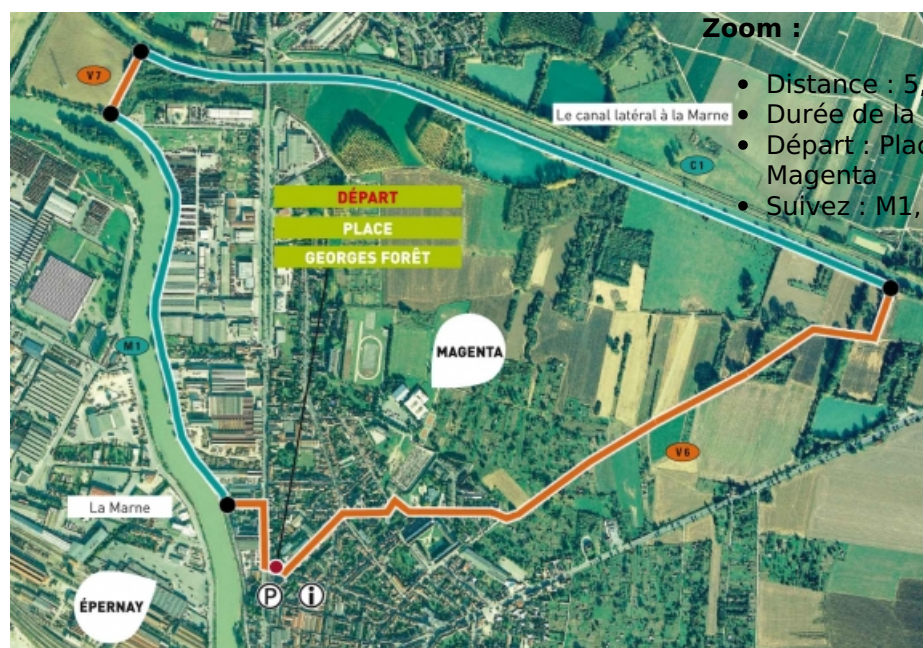 Zoom :
• Distance : 5,
• Durée de la
• Départ : Plac
Magenta
• Suivez : M1,
V7
Le canal latéral à la Marne
C1
DÉPART
PLACE
GEORGES FORÊT
M1
MAGENTA
V6
La Marne
P
i
ÉPERNAY